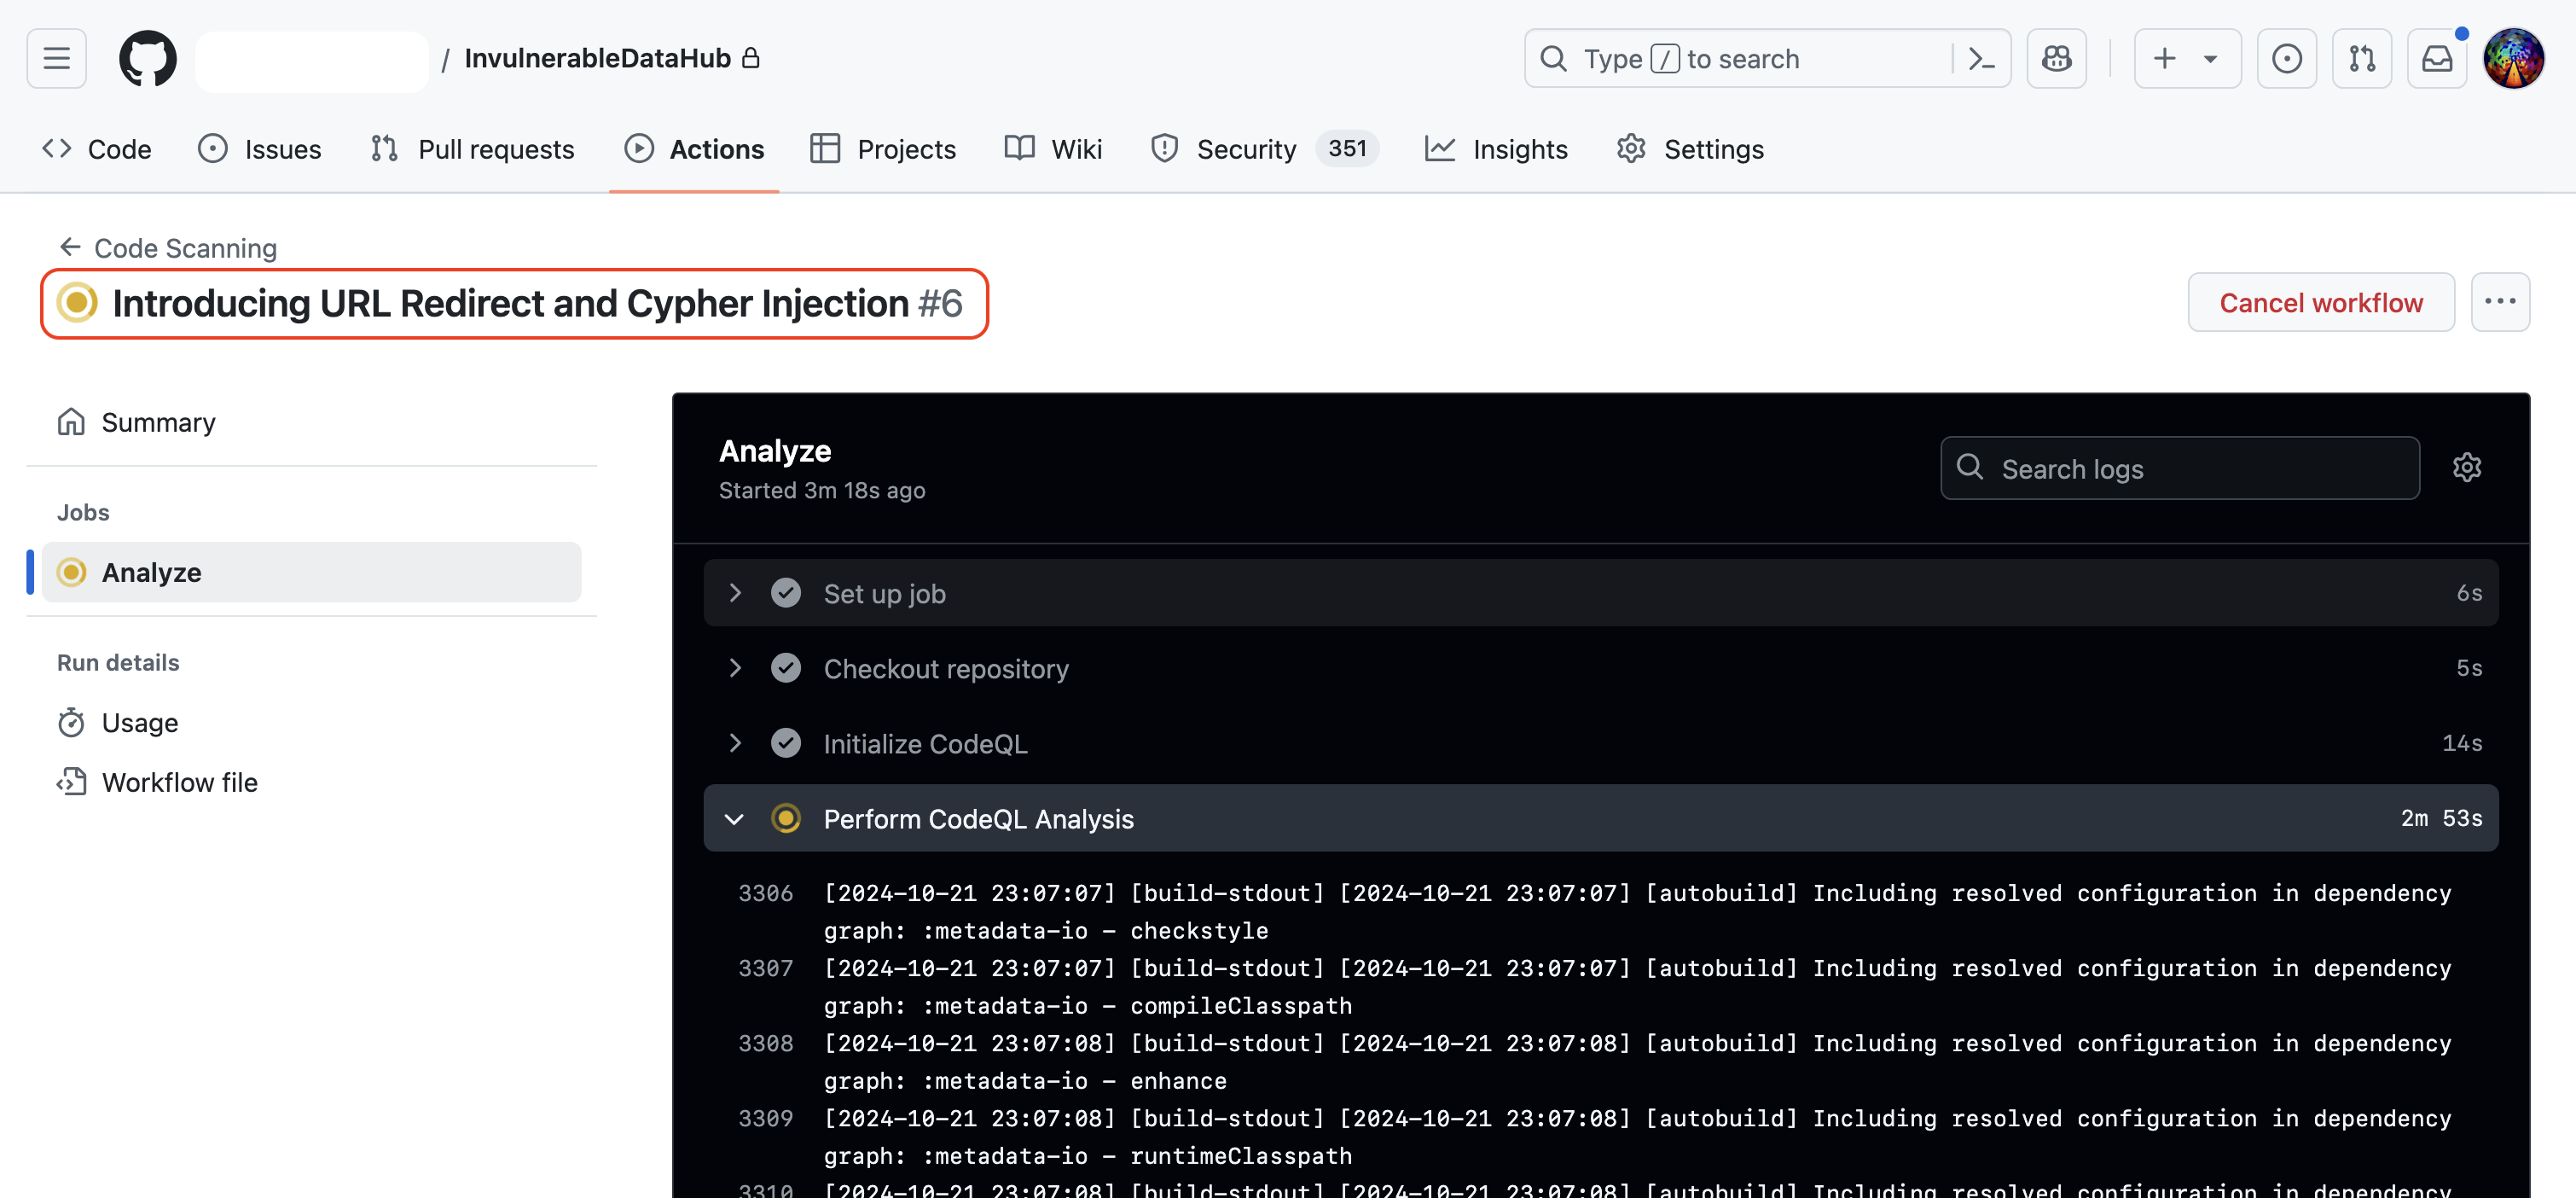 / InvulnerableDataHub
Type / to search
Code
Issues
Pull requests
Actions
Projects
Wiki
Security 351
Insights
Settings
← Code Scanning
Introducing URL Redirect and Cypher Injection #6
Cancel workflow
Summary
Jobs
Analyze
Run details
Usage
Workflow file
Analyze
Started 3m 18s ago
Search logs
Set up job 6s
Checkout repository 5s
Initialize CodeQL 14s
Perform CodeQL Analysis 2m 53s
3306 [2024-10-21 23:07:07] [build-stdout] [2024-10-21 23:07:07] [autobuild] Including resolved configuration in dependency
graph: :metadata-io - checkstyle
3307 [2024-10-21 23:07:07] [build-stdout] [2024-10-21 23:07:07] [autobuild] Including resolved configuration in dependency
graph: :metadata-io - compileClasspath
3308 [2024-10-21 23:07:08] [build-stdout] [2024-10-21 23:07:08] [autobuild] Including resolved configuration in dependency
graph: :metadata-io - enhance
3309 [2024-10-21 23:07:08] [build-stdout] [2024-10-21 23:07:08] [autobuild] Including resolved configuration in dependency
graph: :metadata-io - runtimeClasspath
3310 [2024-10-21 23:07:08] [build-stdout] [2024-10-21 23:07:08] [autobuild] Including resolved configuration in dependency